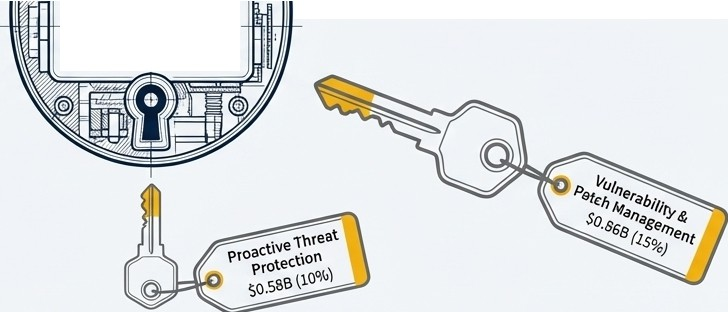 Proactive Threat
Protection
$0.58B (10%)
Vulnerability &
Patch Management
$0.86B (15%)